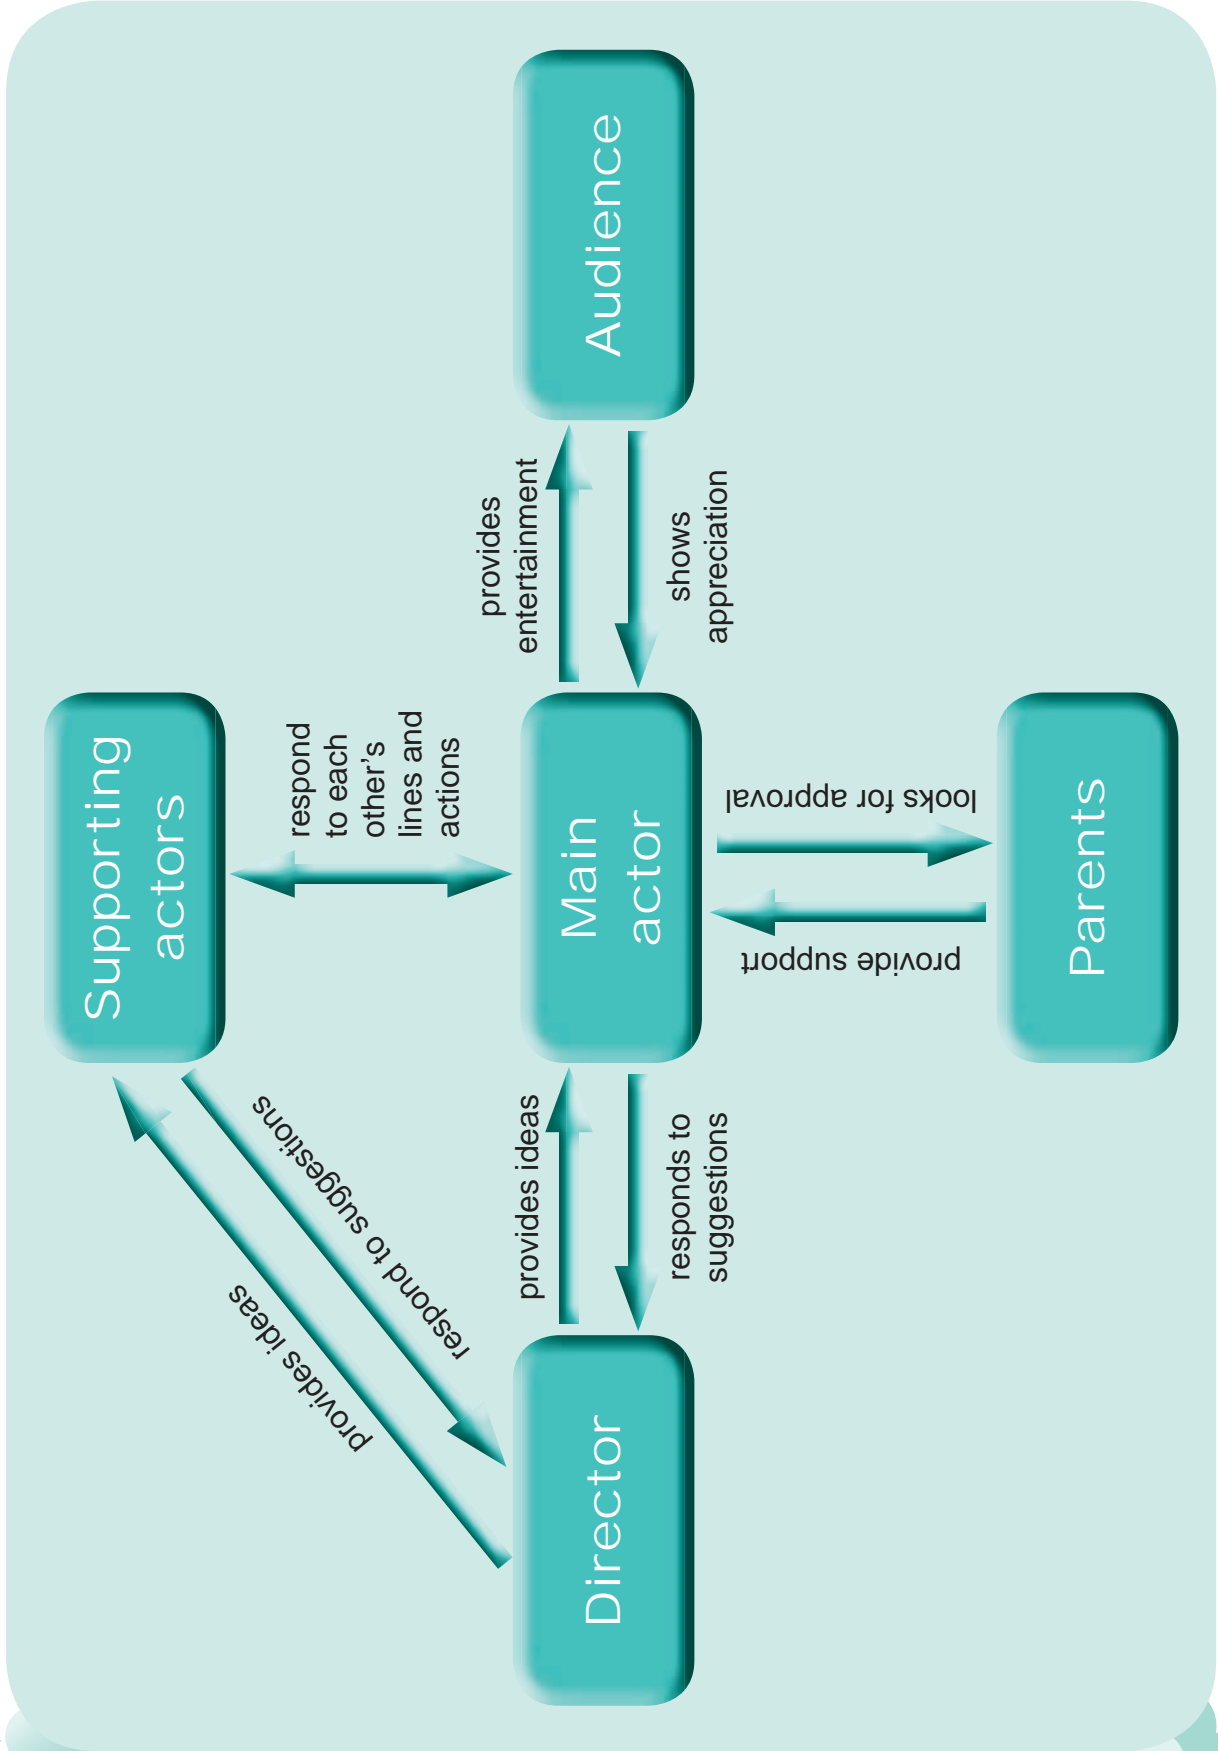 Supporting
actors
provides ideas
respond to suggestions
respond
to each
other's
lines and
actions
Director
provides ideas
responds to
suggestions
Main
actor
provides
entertainment
shows
appreciation
Audience
provide support
looks for approval
Parents